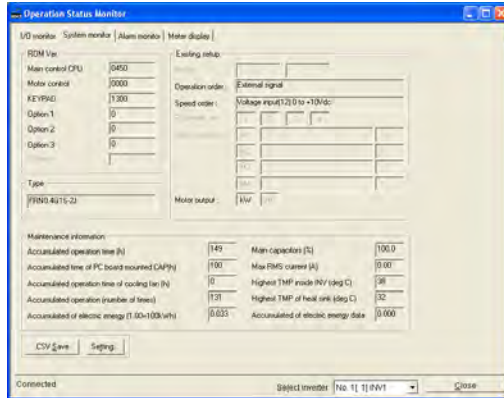 Operation Status Monitor
I/O monitor System monitor Alarm monitor Meter display
ROM Ver.
Main control CPU 0450
Motor control 0000
KEYPAD 1300
Option 1 0
Option 2 0
Option 3 0
Type
Existing setup
Operation order: External signal
Speed order: Voltage input(12) 0 to +10Vdc
Motor output: kW
Maintenance information
Accumulated operation time (h) 149
Accumulated time of PC board mounted CAP(h) 100
Accumulated operation time of cooling fan (h) 0
Accumulated operation (number of times) 131
Accumulated of electric energy (1.00=100kWh) 0.033
Main capacitors (%) 100.0
Max RMS current (A) 0.00
Highest TMP inside INV (deg C) 38
Highest TMP of heat sink (deg C) 32
Accumulated of electric energy data 0.000
CSV Save Setting
Connected Select inverter No. 1[ 1] INV1 Close